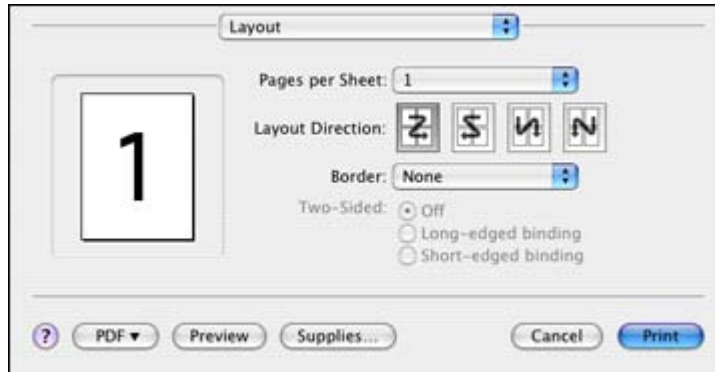 Layout
Pages per Sheet: 1
1
Layout Direction:
Border: None
Two-Sided: Off
Long-edged binding
Short-edged binding
? PDF▼ Preview Supplies... Cancel Print